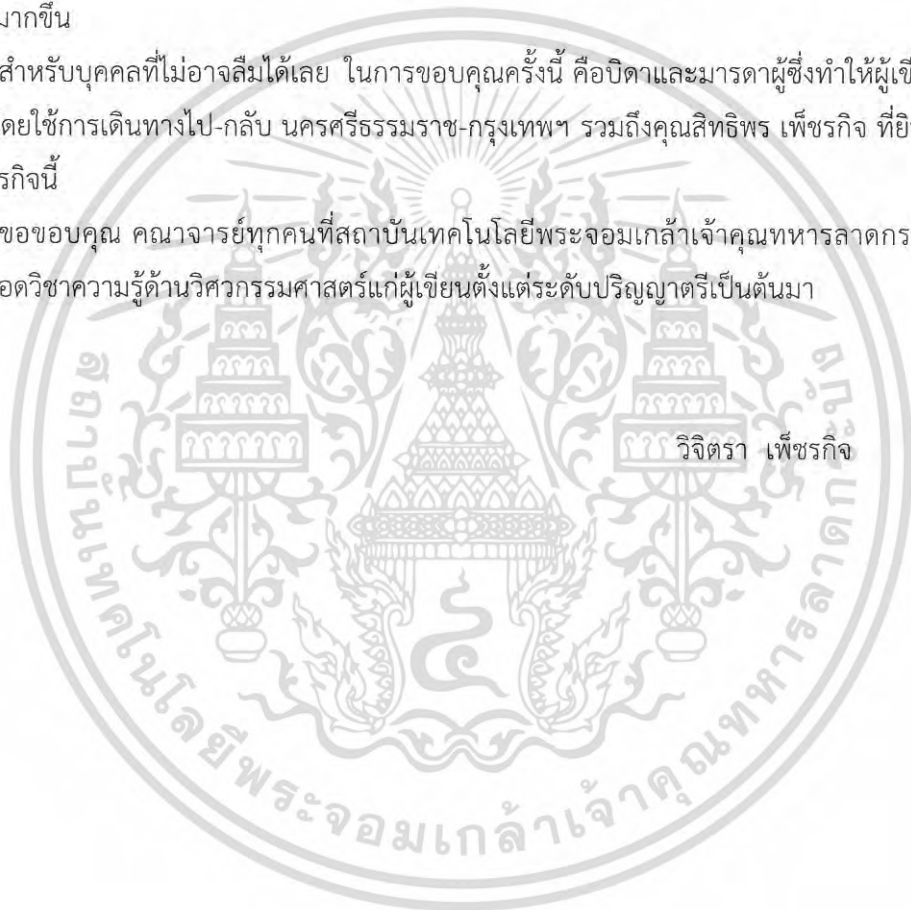 มากขึ้น
สำหรับบุคคลที่ไม่อาจลืมได้เลย ในการขอบคุณครั้งนี้ คือบิดาและมารดาผู้ซึ่งทำให้ผู้เขี
ดยใช้การเดินทางไป-กลับ นครศรีธรรมราช-กรุงเทพฯ รวมถึงคุณสิทธิพร เพ็ชรกิจ ที่ยิ
รกิจนี้
ขอขอบคุณ คณาจารย์ทุกคนที่สถาบันเทคโนโลยีพระจอมเกล้าเจ้าคุณทหารลาดกร
อดวิชาความรู้ด้านวิศวกรรมศาสตร์แก่ผู้เขียนตั้งแต่ระดับปริญญาตรีเป็นต้นมา
วิจิตรา เพ็ชรกิจ
สถาบันเทคโนโลยีพระจอมเกล้าเจ้าคุณทหารลาดกระบัง
๔